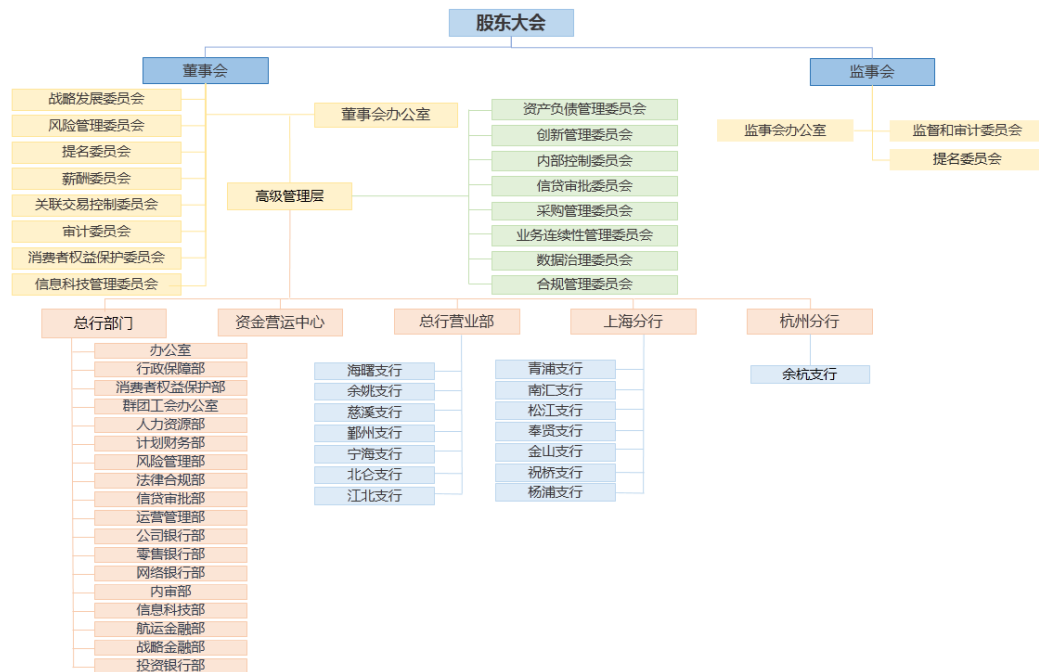 股东大会
董事会
监事会
战略发展委员会
风险管理委员会
提名委员会
薪酬委员会
关联交易控制委员会
审计委员会
消费者权益保护委员会
信息科技管理委员会
董事会办公室
高级管理层
资产负债管理委员会
创新管理委员会
内部控制委员会
信贷审批委员会
采购管理委员会
业务连续性管理委员会
数据治理委员会
合规管理委员会
监事会办公室
监督和审计委员会
提名委员会
总行部门
资金营运中心
总行营业部
上海分行
杭州分行
办公室
行政保障部
消费者权益保护部
群团工会办公室
人力资源部
计划财务部
风险管理部
法律合规部
信贷审批部
运营管理部
公司银行部
零售银行部
网络银行部
内审部
信息科技部
航运金融部
战略金融部
投资银行部
海曙支行
余姚支行
慈溪支行
鄞州支行
宁海支行
北仑支行
江北支行
青浦支行
南汇支行
松江支行
奉贤支行
金山支行
祝桥支行
杨浦支行
余杭支行